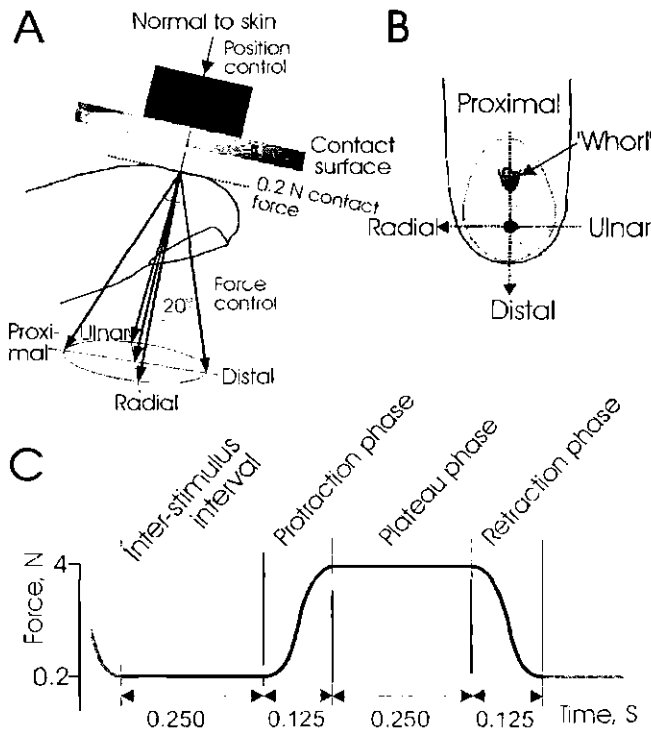 A
Normal to skin
Position
control
Contact
surface
0.2 N contact
force
20°
Force
control
Proxi-
mal
Ulnar
Distal
Radial
B
Proximal
'Whorl'
Radial
Ulnar
Distal
C
Inter-stimulus
interval
Protraction phase
Plateau phase
Retraction phase
Force, N
4
0.2
0.250
0.125
0.250
0.125
Time, S